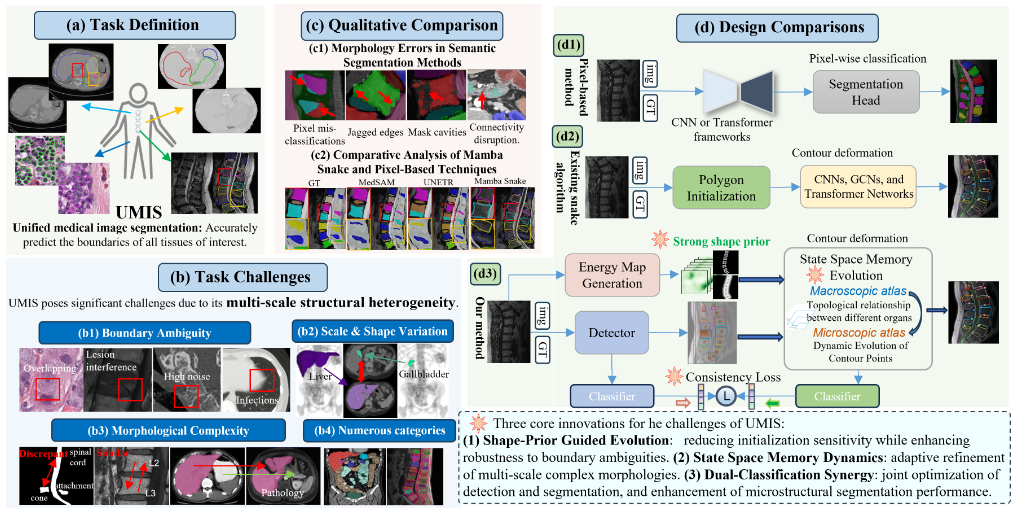 (a) Task Definition
UMIS
Unified medical image segmentation: Accurately
predict the boundaries of all tissues of interest.
(b) Task Challenges
UMIS poses significant challenges due to its multi-scale structural heterogeneity.
(b1) Boundary Ambiguity
Overlapping
Lesion
interference
High noise
Infections
(b2) Scale & Shape Variation
Liver
Gallbladder
(b3) Morphological Complexity
Discrepant
spinal
cord
attachment
cone
Similar
L2
L3
Pathology
(b4) Numerous categories
(c) Qualitative Comparison
(c1) Morphology Errors in Semantic
Segmentation Methods
Pixel mis-
classifications
Jagged edges
Mask cavities
Connectivity
disruption.
(c2) Comparative Analysis of Mamba
Snake and Pixel-Based Techniques
GT
MedSAM
UNETR
Mamba Snake
(d) Design Comparisons
(d1)
Pixel-based
method
img
GT
CNN or Transformer
frameworks
Pixel-wise classification
Segmentation
Head
(d2)
Existing snake
algorithm
img
GT
Polygon
Initialization
Contour deformation
CNNs, GCNs, and
Transformer Networks
(d3)
Our method
img
GT
Energy Map
Generation
Strong shape prior
Detector
Contour deformation
State Space Memory
Evolution
Macroscopic atlas
Topological relationship
between different organs
Microscopic atlas
Dynamic Evolution of
Contour Points
Classifier
Consistency Loss
L
Classifier
Three core innovations for he challenges of UMIS:
(1) Shape-Prior Guided Evolution: reducing initialization sensitivity while enhancing
robustness to boundary ambiguities. (2) State Space Memory Dynamics: adaptive refinement
of multi-scale complex morphologies. (3) Dual-Classification Synergy: joint optimization of
detection and segmentation, and enhancement of microstructural segmentation performance.